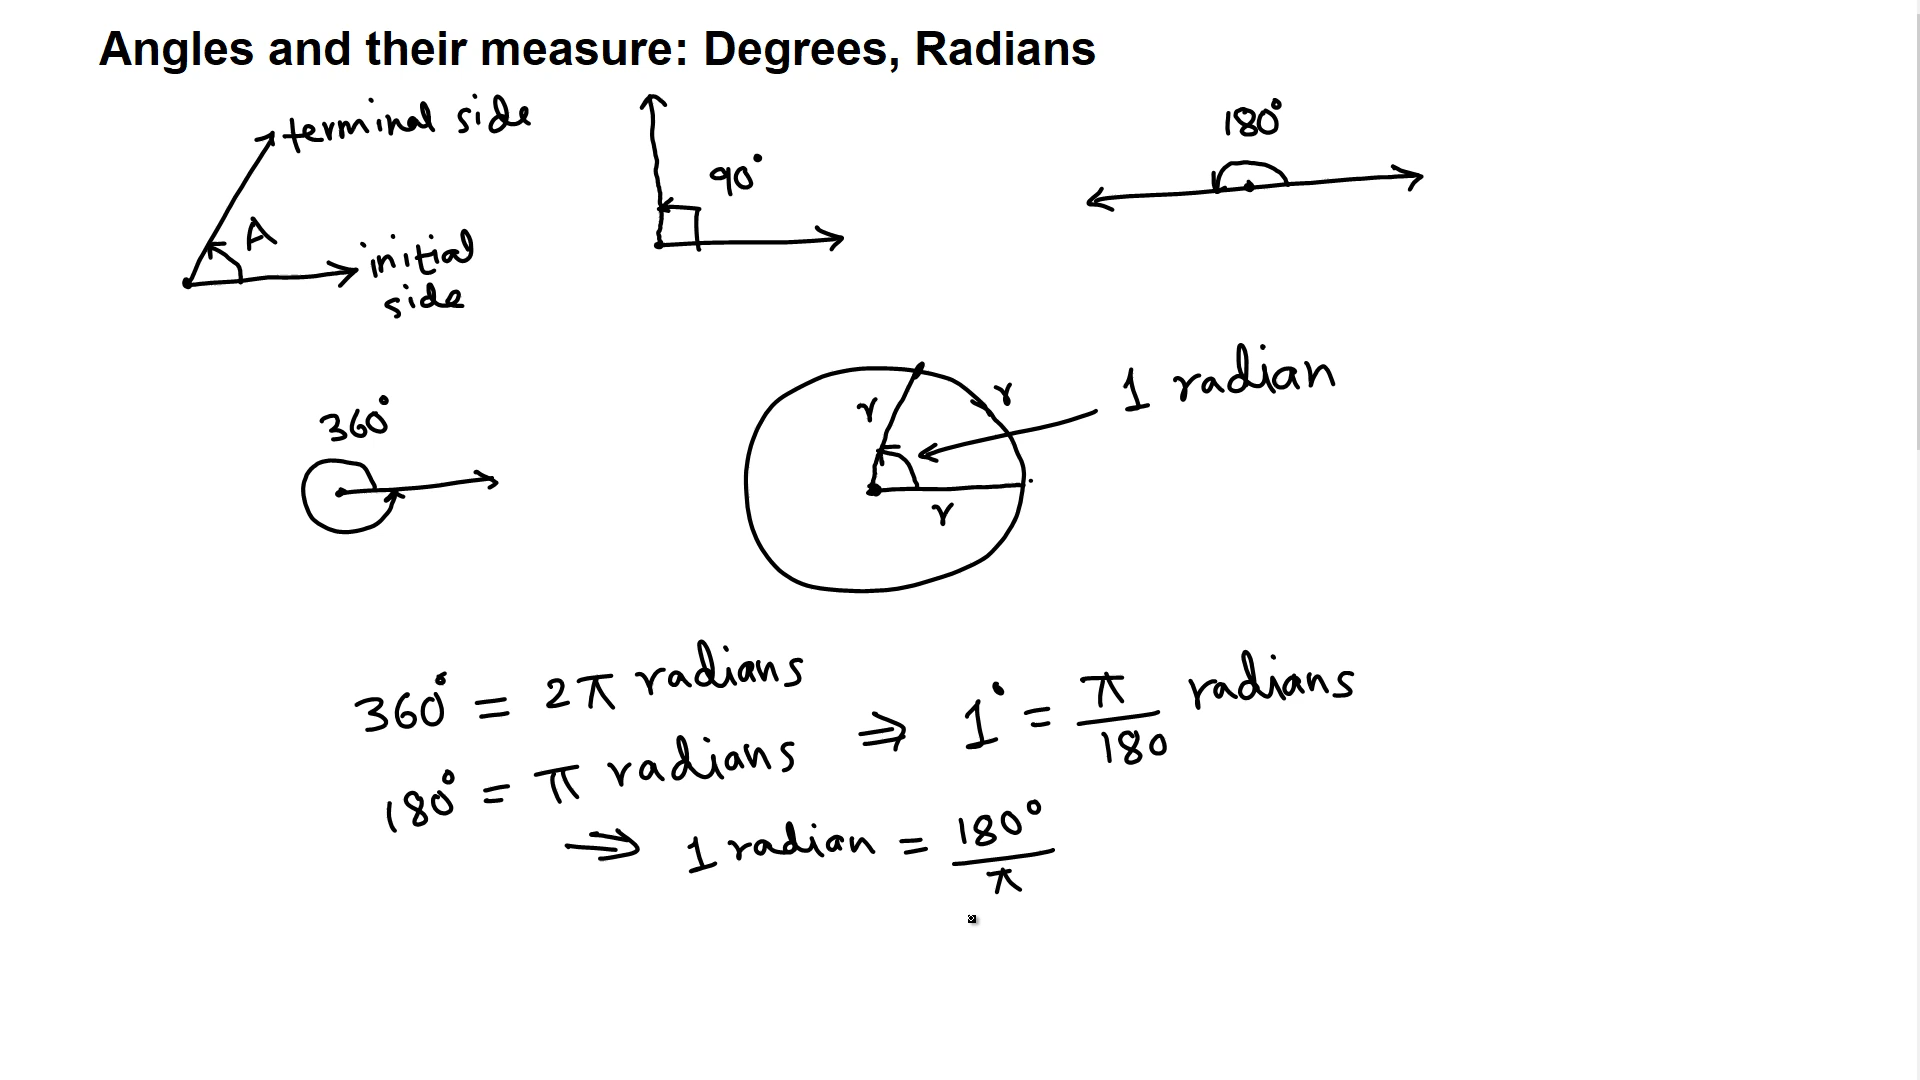 Angles and their measure: Degrees, Radians
terminal side
A
initial
side
90°
180°
360°
r
r
r
1 radian
360° = 2π radians
180° = π radians ⇒ 1° = π/180 radians
⇒ 1 radian = 180°/π